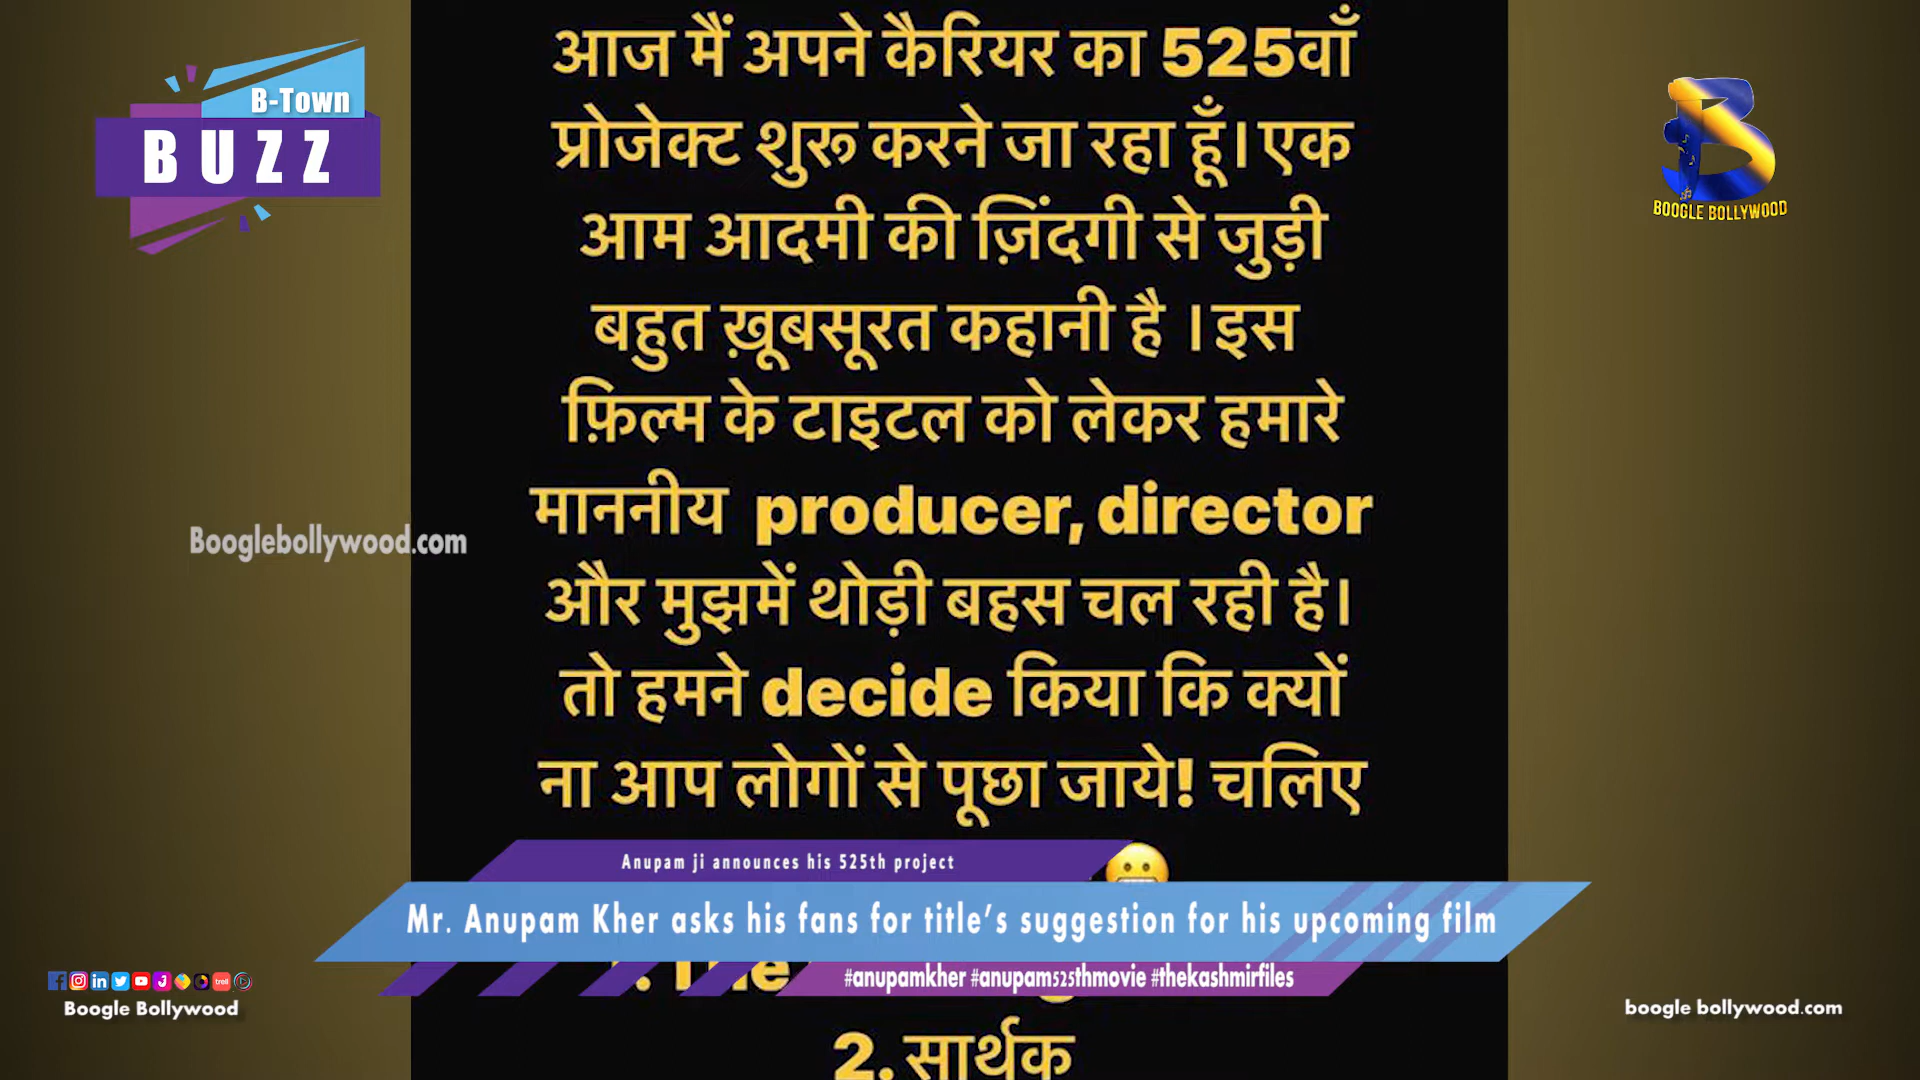 आज मैं अपने कैरियर का 525वाँ
प्रोजेक्ट शुरू करने जा रहा हूँ। एक
आम आदमी की ज़िंदगी से जुड़ी
बहुत ख़ूबसूरत कहानी है । इस
फ़िल्म के टाइटल को लेकर हमारे
माननीय producer, director
और मुझमें थोड़ी बहस चल रही है।
तो हमने decide किया कि क्यों
ना आप लोगों से पूछा जाये! चलिए
2. सार्थक
B-Town
BUZZ
BOOGLE BOLLYWOOD
Booglebollywood.com
Anupam ji announces his 525th project
Mr. Anupam Kher asks his fans for title's suggestion for his upcoming film
#anupamkher #anupam525thmovie #thekashmirfiles
Boogle Bollywood
boogle bollywood.com